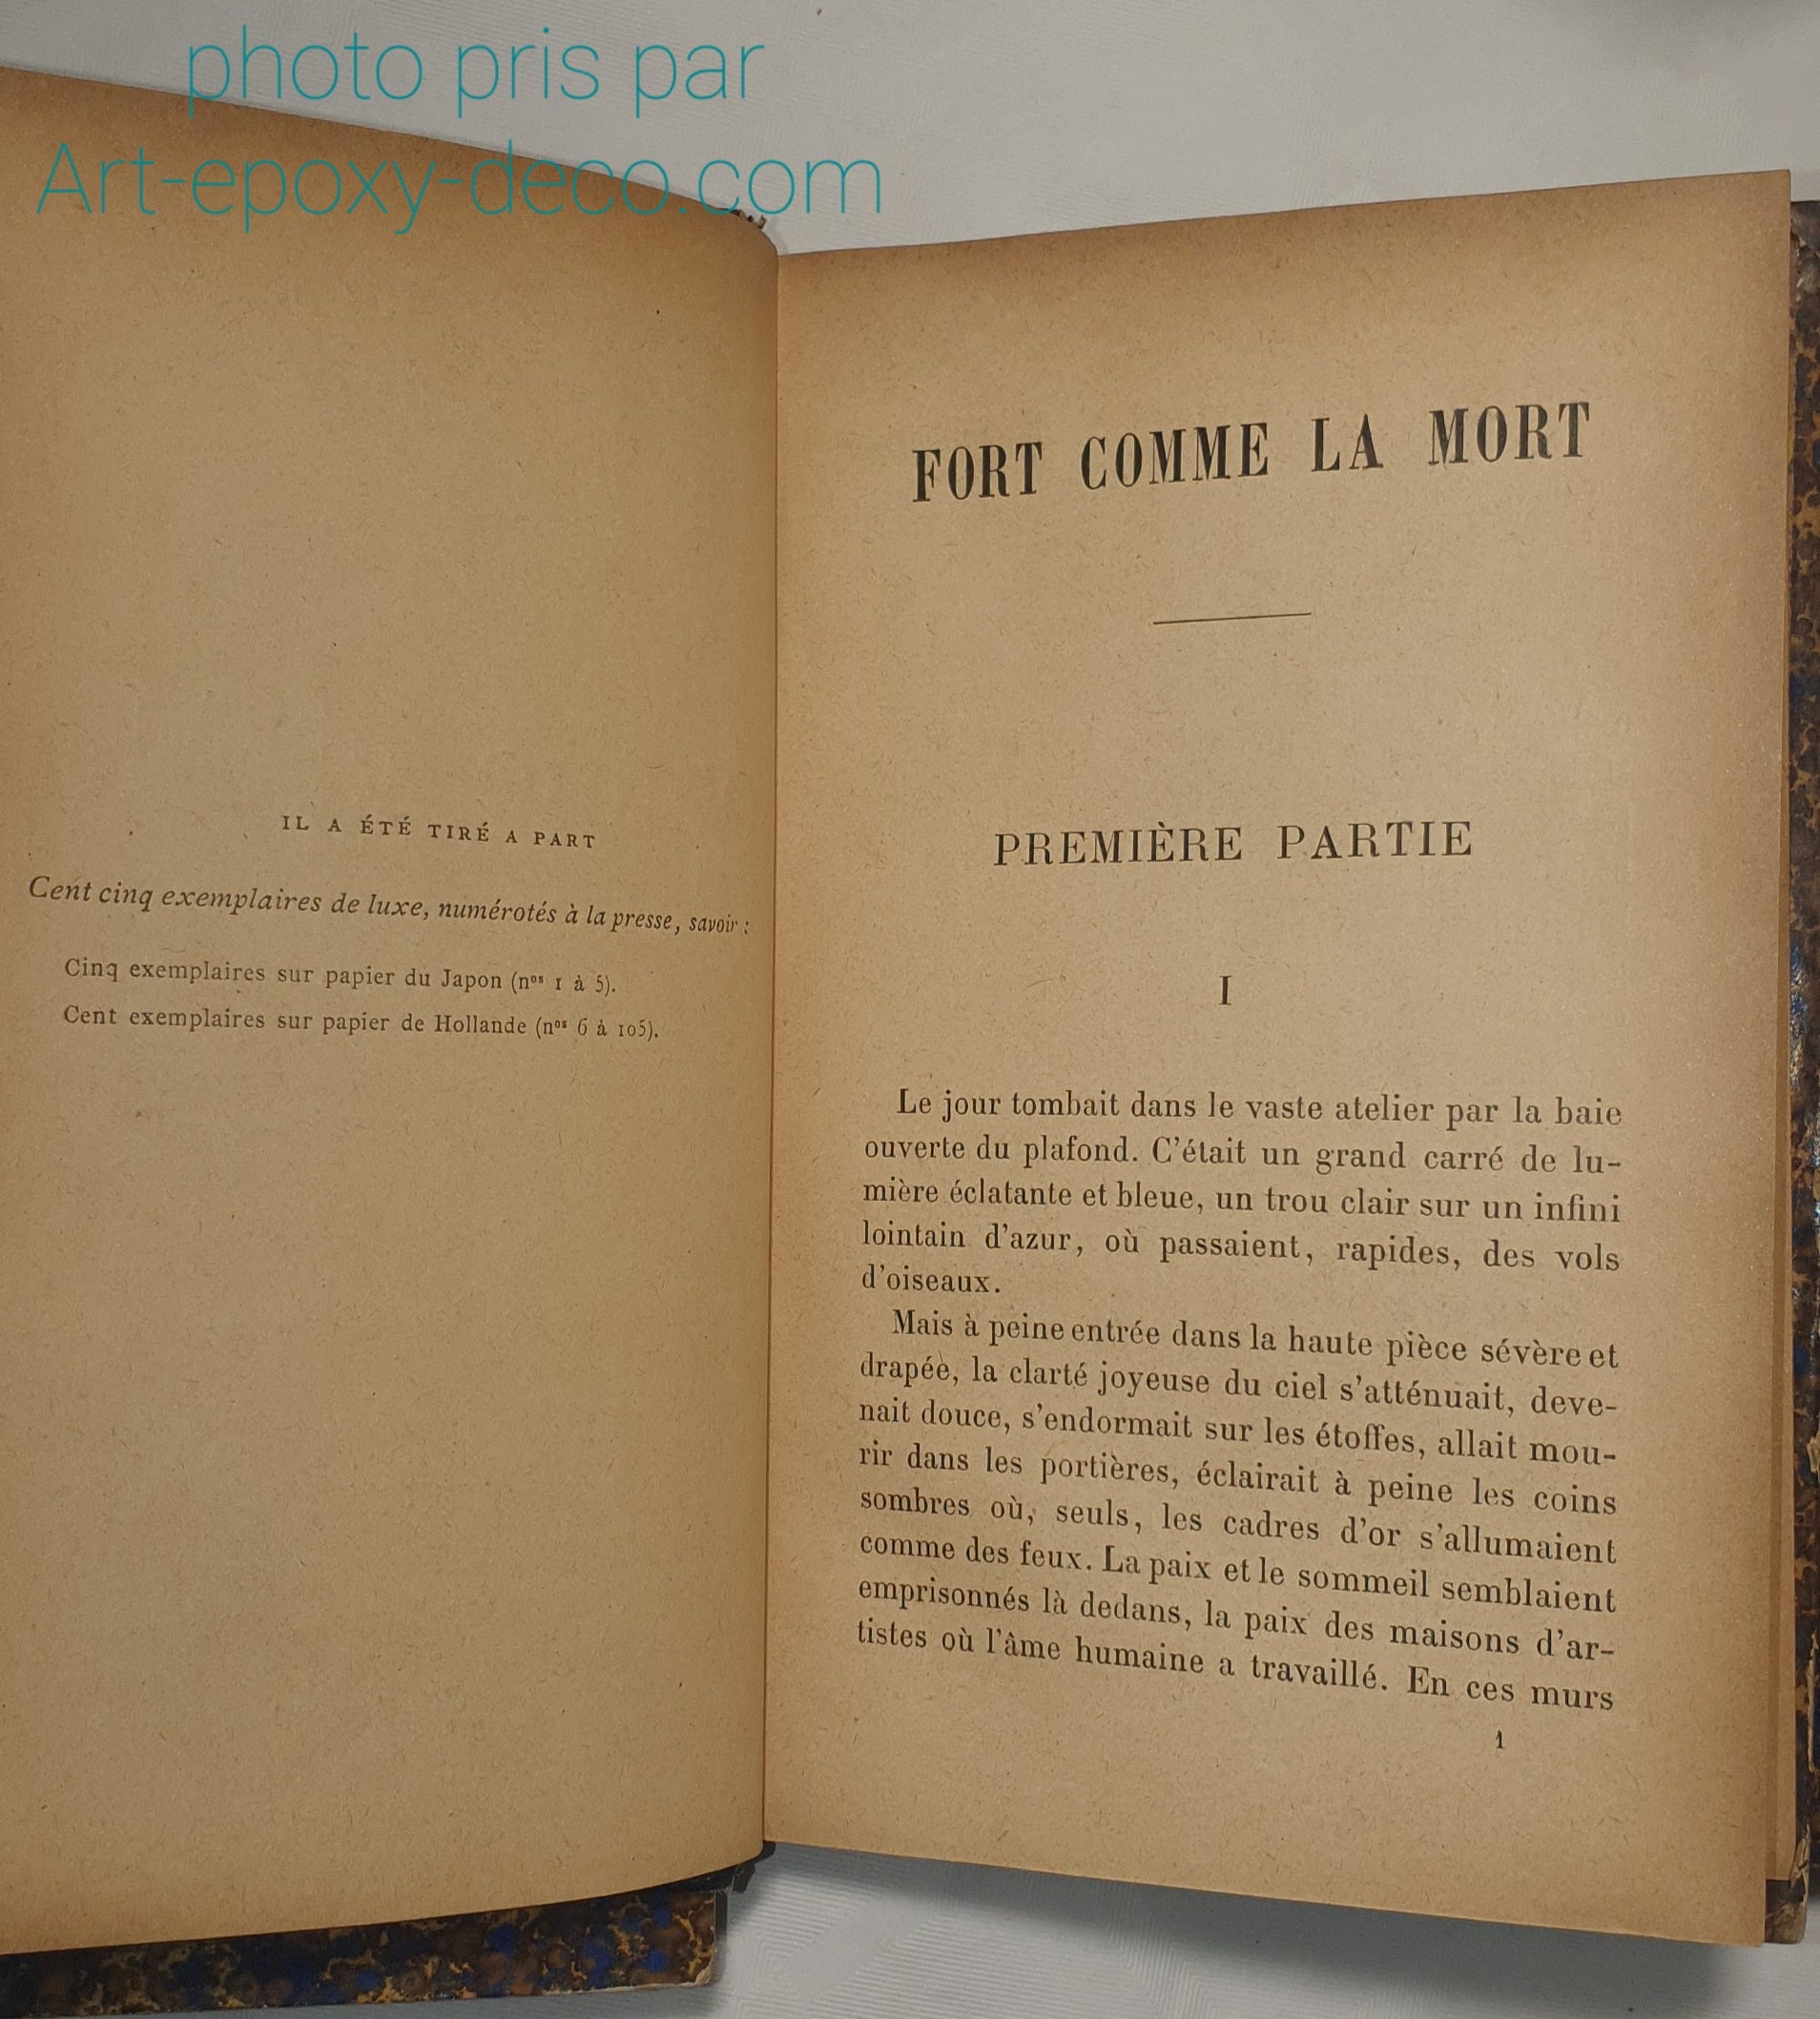 photo pris par
Art-epoxy-deco.com
IL A ÉTÉ TIRÉ A PART
Cent cinq exemplaires de luxe, numérotés à la presse, savoir :
Cinq exemplaires sur papier du Japon (nos 1 à 5).
Cent exemplaires sur papier de Hollande (nos 6 à 105).
FORT COMME LA MORT
PREMIÈRE PARTIE
I
Le jour tombait dans le vaste atelier par la baie
ouverte du plafond. C'était un grand carré de lu-
mière éclatante et bleue, un trou clair sur un infini
lointain d'azur, où passaient, rapides, des vols
d'oiseaux.
Mais à peine entrée dans la haute pièce sévère et
drapée, la clarté joyeuse du ciel s'atténuait, deve-
nait douce, s'endormait sur les étoffes, allait mou-
rir dans les portières, éclairait à peine les coins
sombres où, seuls, les cadres d'or s'allumaient
comme des feux. La paix et le sommeil semblaient
emprisonnés là dedans, la paix des maisons d'ar-
tistes où l'âme humaine a travaillé. En ces murs
1